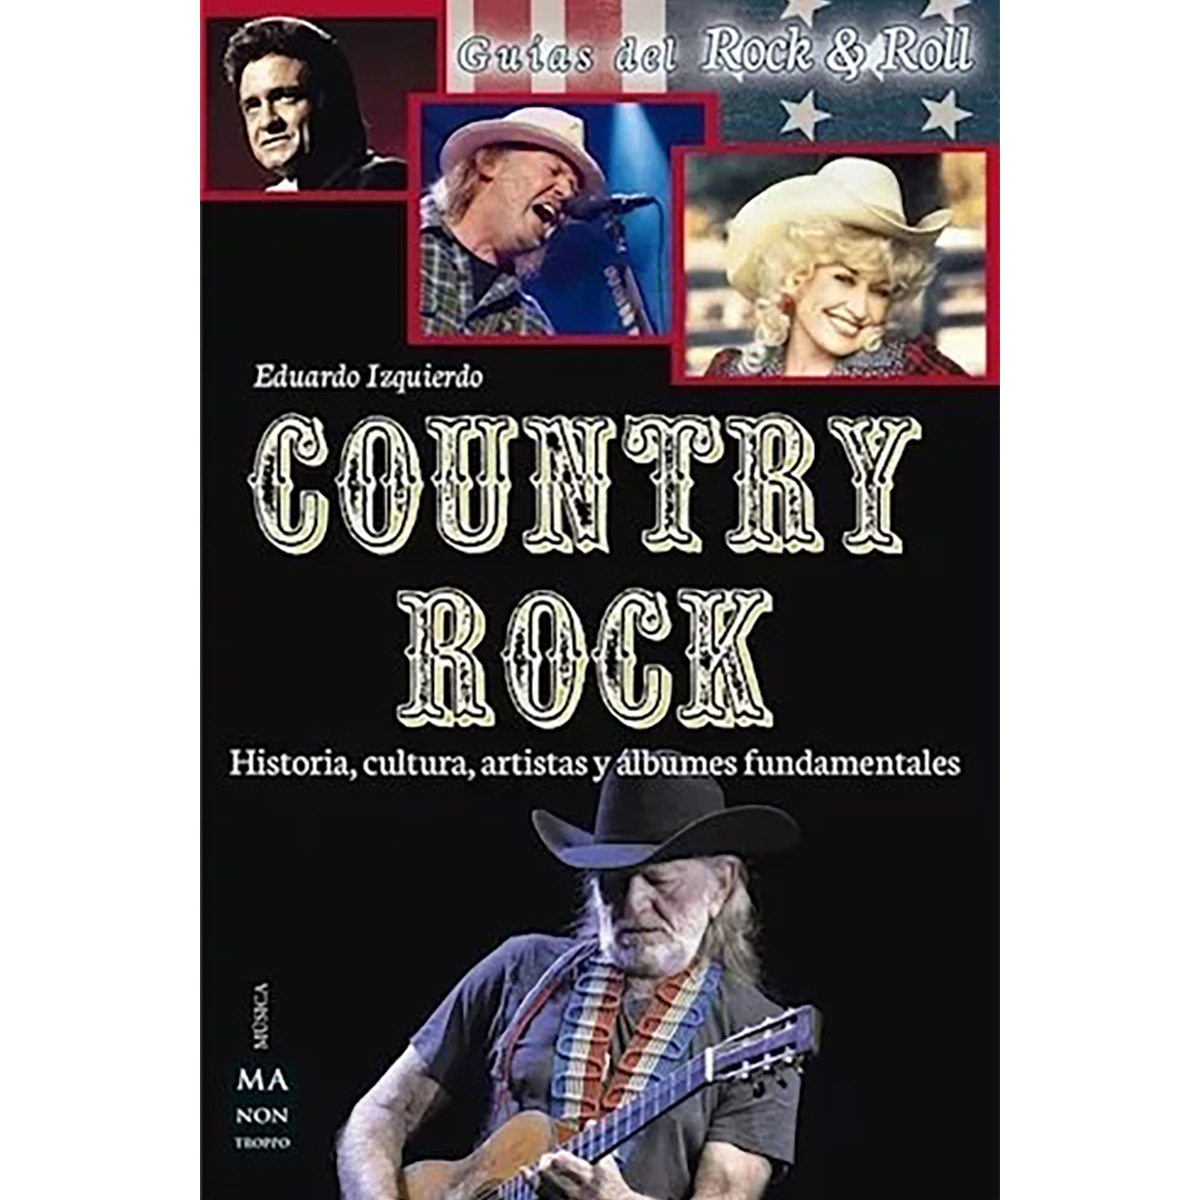 Guías del Rock & Roll
Eduardo Izquierdo
COUNTRY
ROCK
Historia, cultura, artistas y álbumes fundamentales
MÚSICA
MA
NON
TROPPO